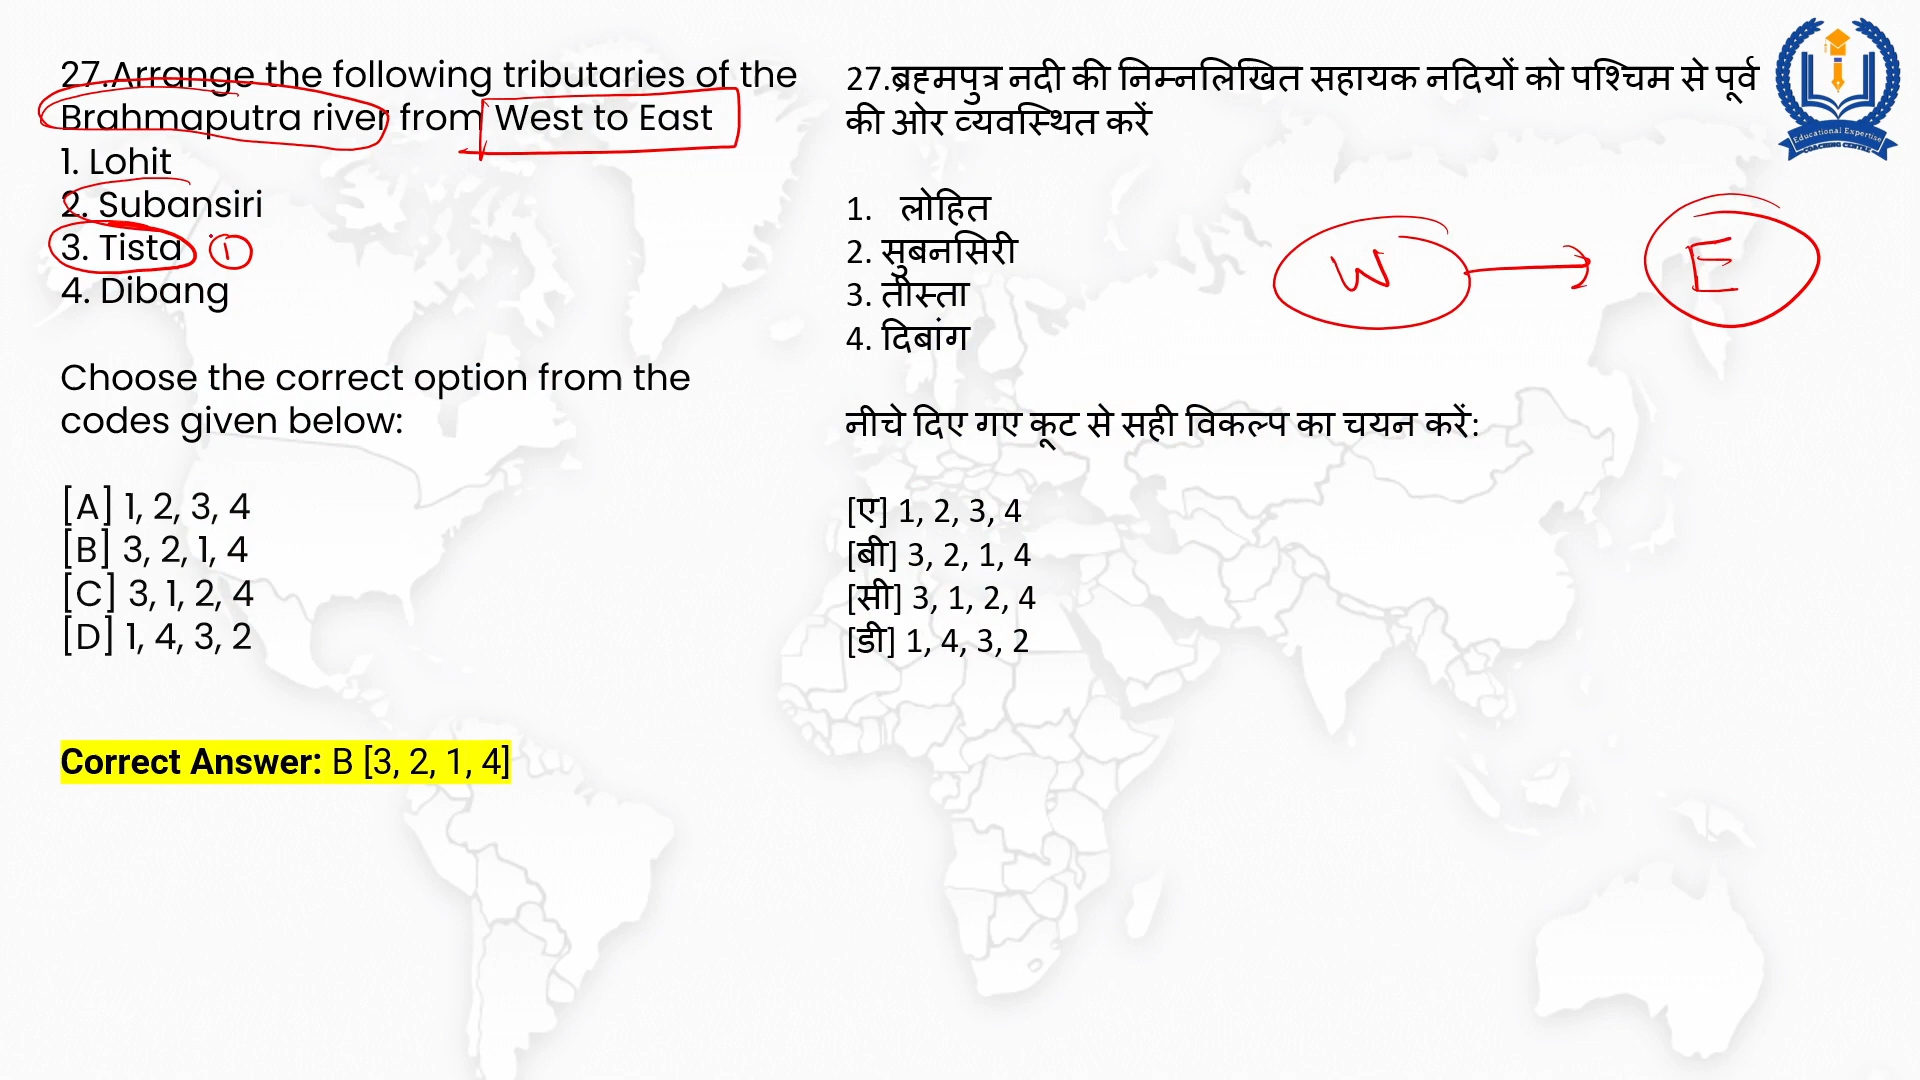 27.Arrange the following tributaries of the
Brahmaputra river from West to East
1. Lohit
2. Subansiri
3. Tista ①
4. Dibang
Choose the correct option from the
codes given below:
[A] 1, 2, 3, 4
[B] 3, 2, 1, 4
[C] 3, 1, 2, 4
[D] 1, 4, 3, 2
Correct Answer: B [3, 2, 1, 4]
27.ब्रह्मपुत्र नदी की निम्नलिखित सहायक नदियों को पश्चिम से पूर्व
की ओर व्यवस्थित करें
1. लोहित
2. सुबनसिरी
3. तीस्ता
4. दिबांग
W → E
नीचे दिए गए कूट से सही विकल्प का चयन करें:
[ए] 1, 2, 3, 4
[बी] 3, 2, 1, 4
[सी] 3, 1, 2, 4
[डी] 1, 4, 3, 2
Educational Expertise
COACHING CENTRE